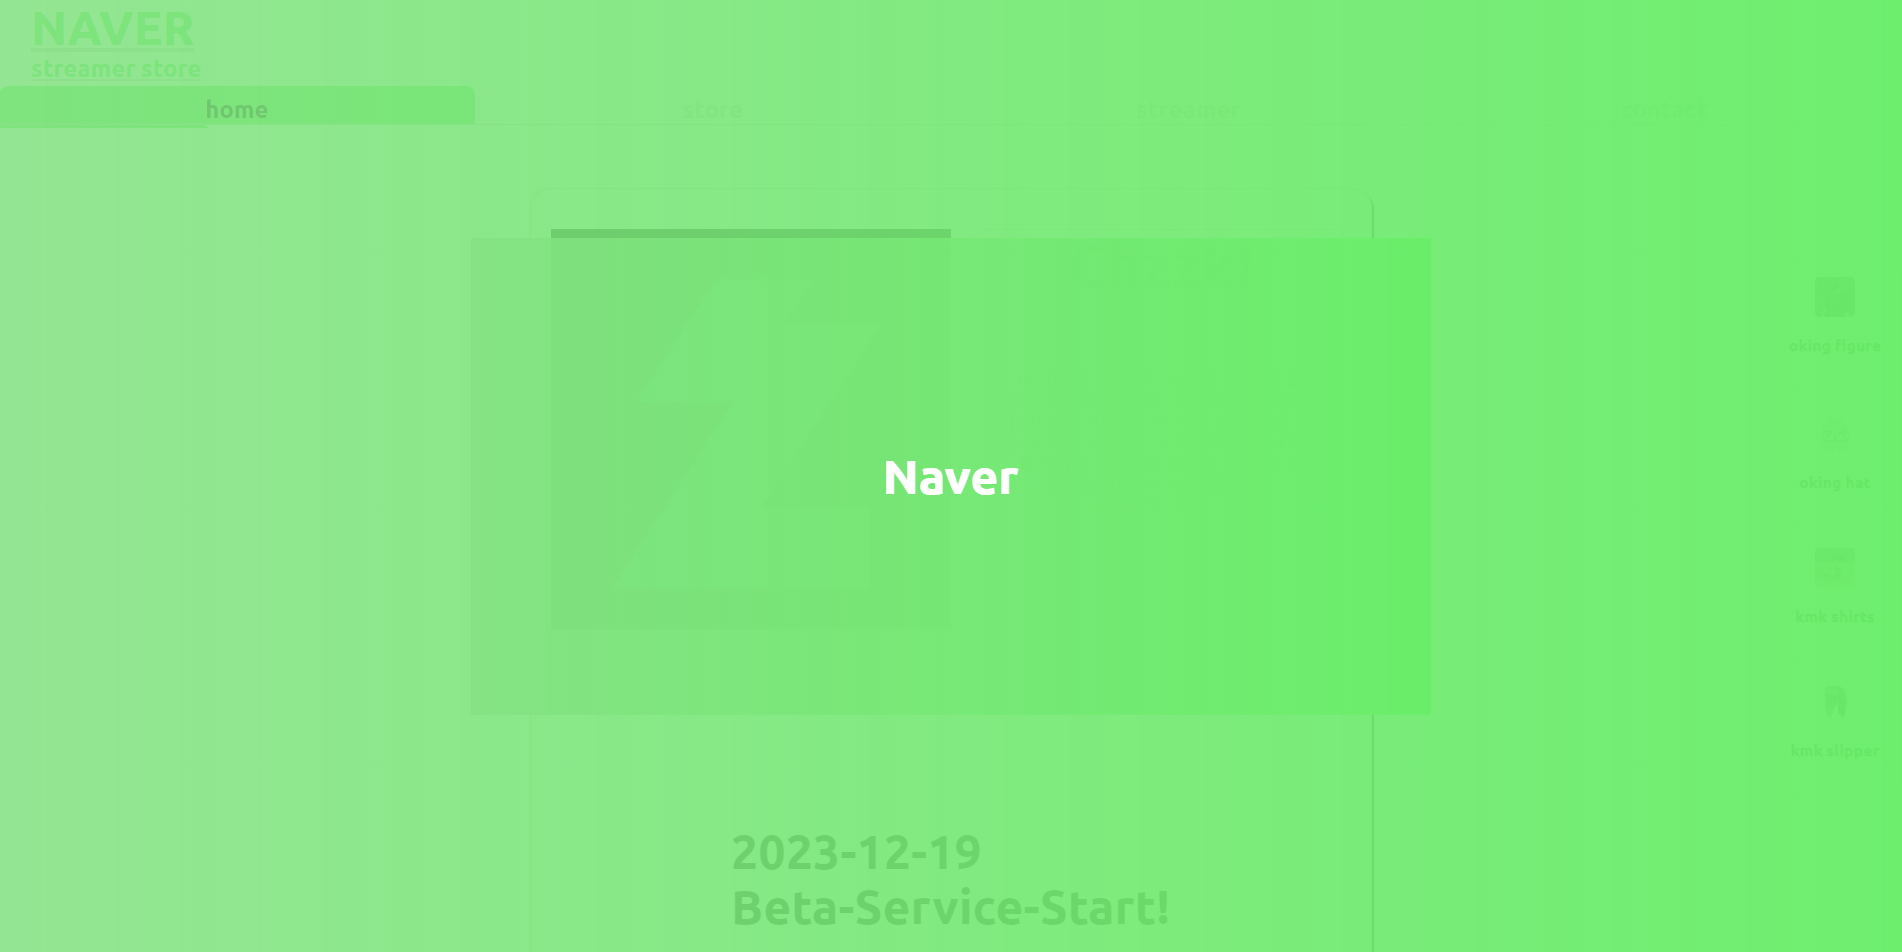 NAVER
streamer store
home
store
streamer
contact
oking figure
Naver
oking hat
kmk shirts
kmk slipper
2023-12-19
Beta-Service-Start!